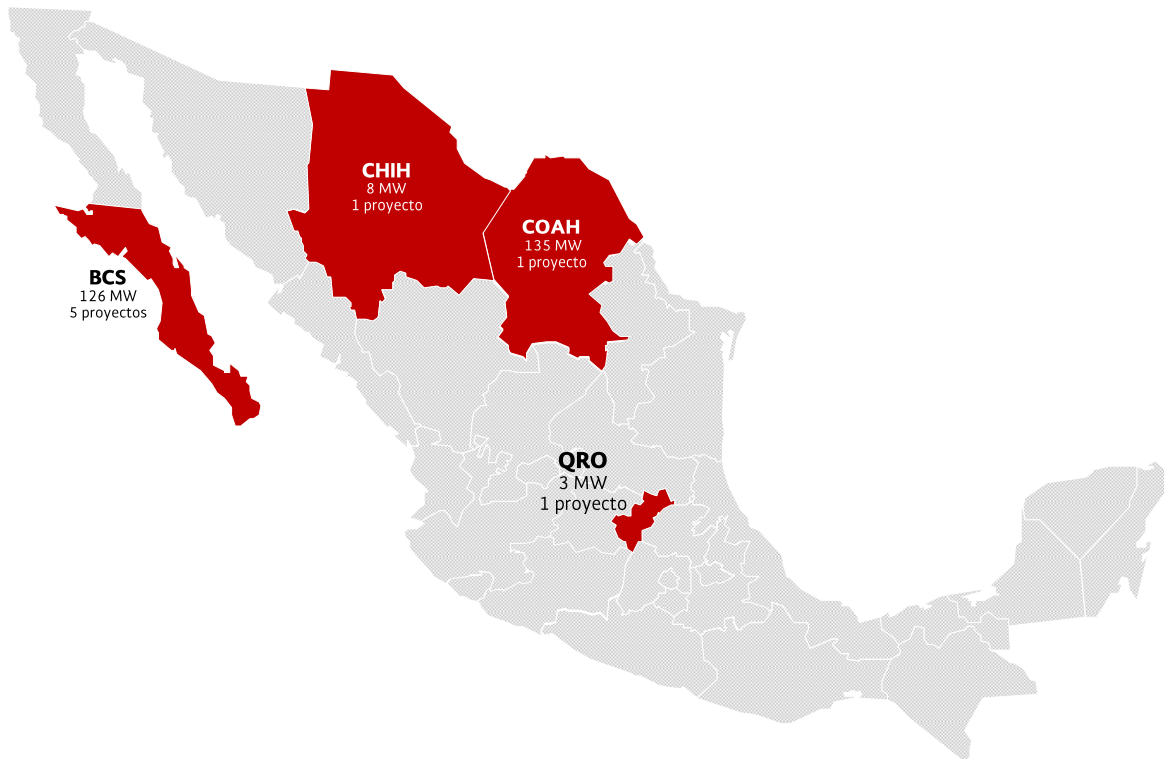 CHIH
8 MW
1 proyecto
COAH
135 MW
1 proyecto
BCS
126 MW
5 proyectos
QRO
3 MW
1 proyecto